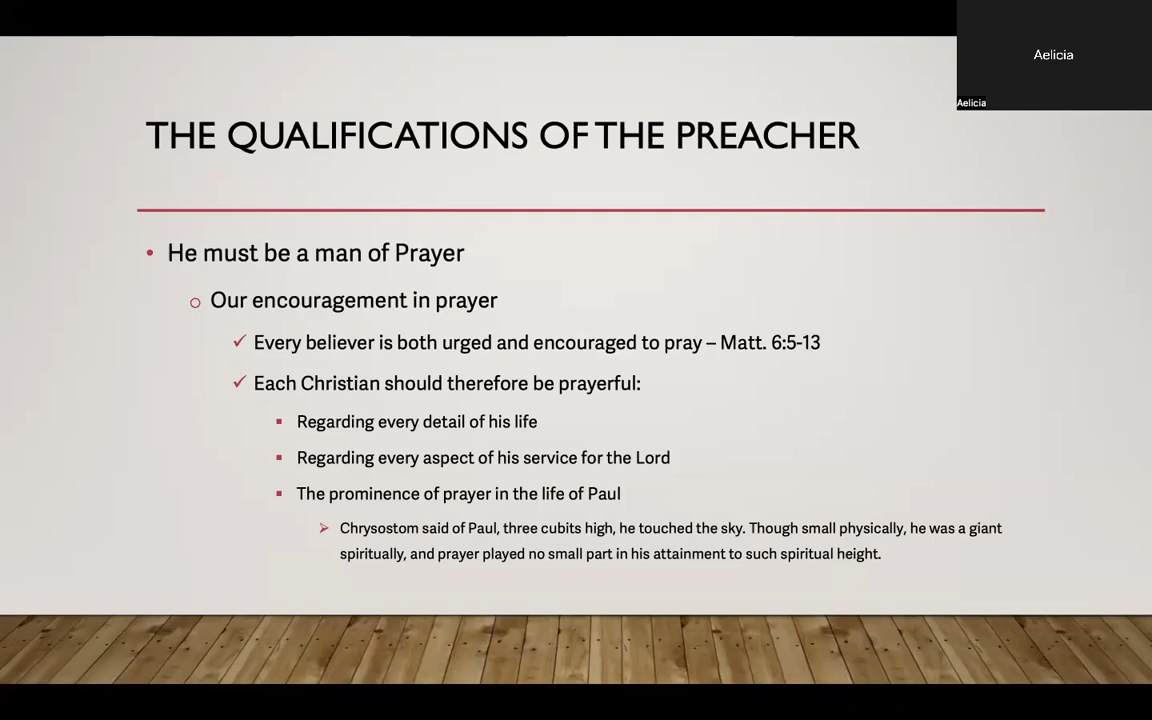 Aelicia
Aelicia
THE QUALIFICATIONS OF THE PREACHER
• He must be a man of Prayer
o Our encouragement in prayer
✓ Every believer is both urged and encouraged to pray – Matt. 6:5-13
✓ Each Christian should therefore be prayerful:
▪ Regarding every detail of his life
▪ Regarding every aspect of his service for the Lord
▪ The prominence of prayer in the life of Paul
➢ Chrysostom said of Paul, three cubits high, he touched the sky. Though small physically, he was a giant
spiritually, and prayer played no small part in his attainment to such spiritual height.